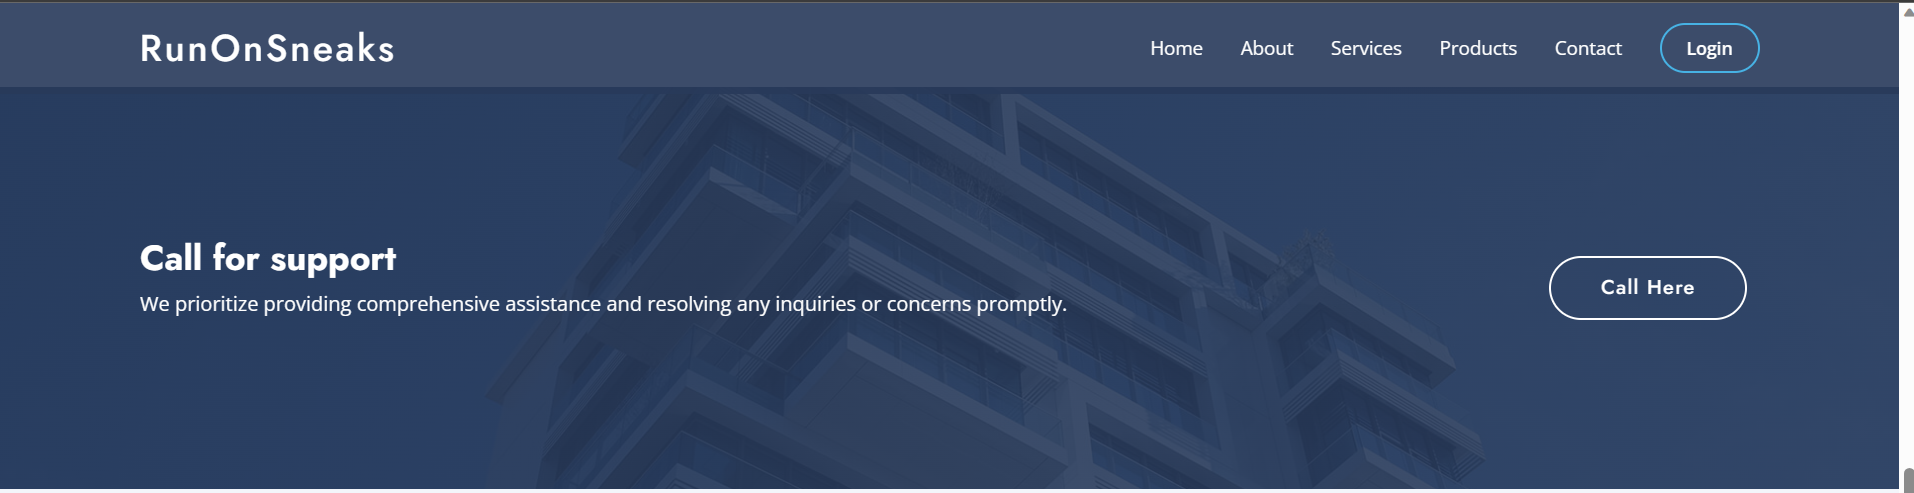 RunOnSneaks
Home About Services Products Contact Login
Call for support
We prioritize providing comprehensive assistance and resolving any inquiries or concerns promptly.
Call Here